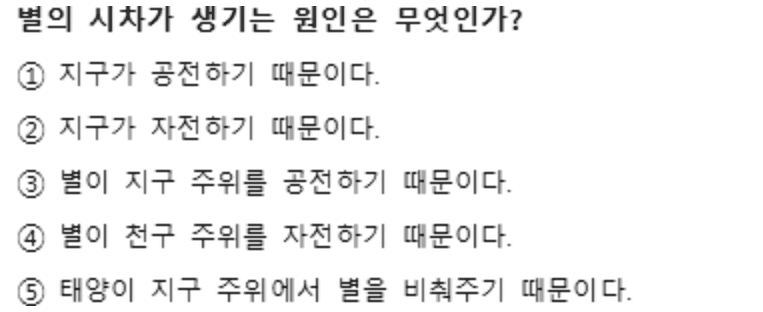 별의 시차가 생기는 원인은 무엇인가?
① 지구가 공전하기 때문이다.
② 지구가 자전하기 때문이다.
③ 별이 지구 주위를 공전하기 때문이다.
④ 별이 천구 주위를 자전하기 때문이다.
⑤ 태양이 지구 주위에서 별을 비춰주기 때문이다.